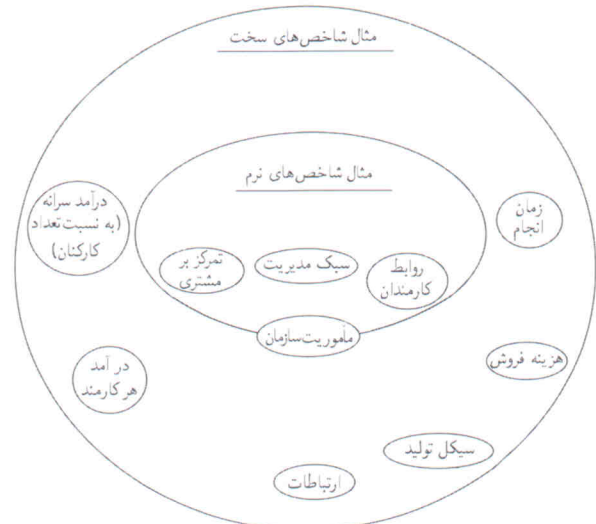 مثال شاخص‌های سخت
مثال شاخص‌های نرم
درآمد سرانه
(به نسبت تعداد
کارکنان)
زمان
انجام
تمرکز بر
مشتری
سبک مدیریت
روابط
کارمندان
مأموریت سازمان
هزینه فروش
در آمد
هر کارمند
سیکل تولید
ارتباطات